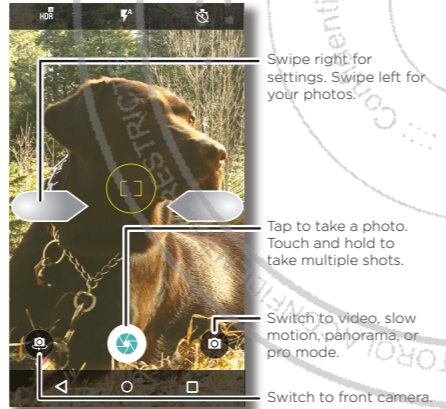 HDR
A
Swipe right for
settings. Swipe left for
your photos.
Tap to take a photo.
Touch and hold to
take multiple shots.
Switch to video, slow
motion, panorama, or
pro mode.
Switch to front camera.